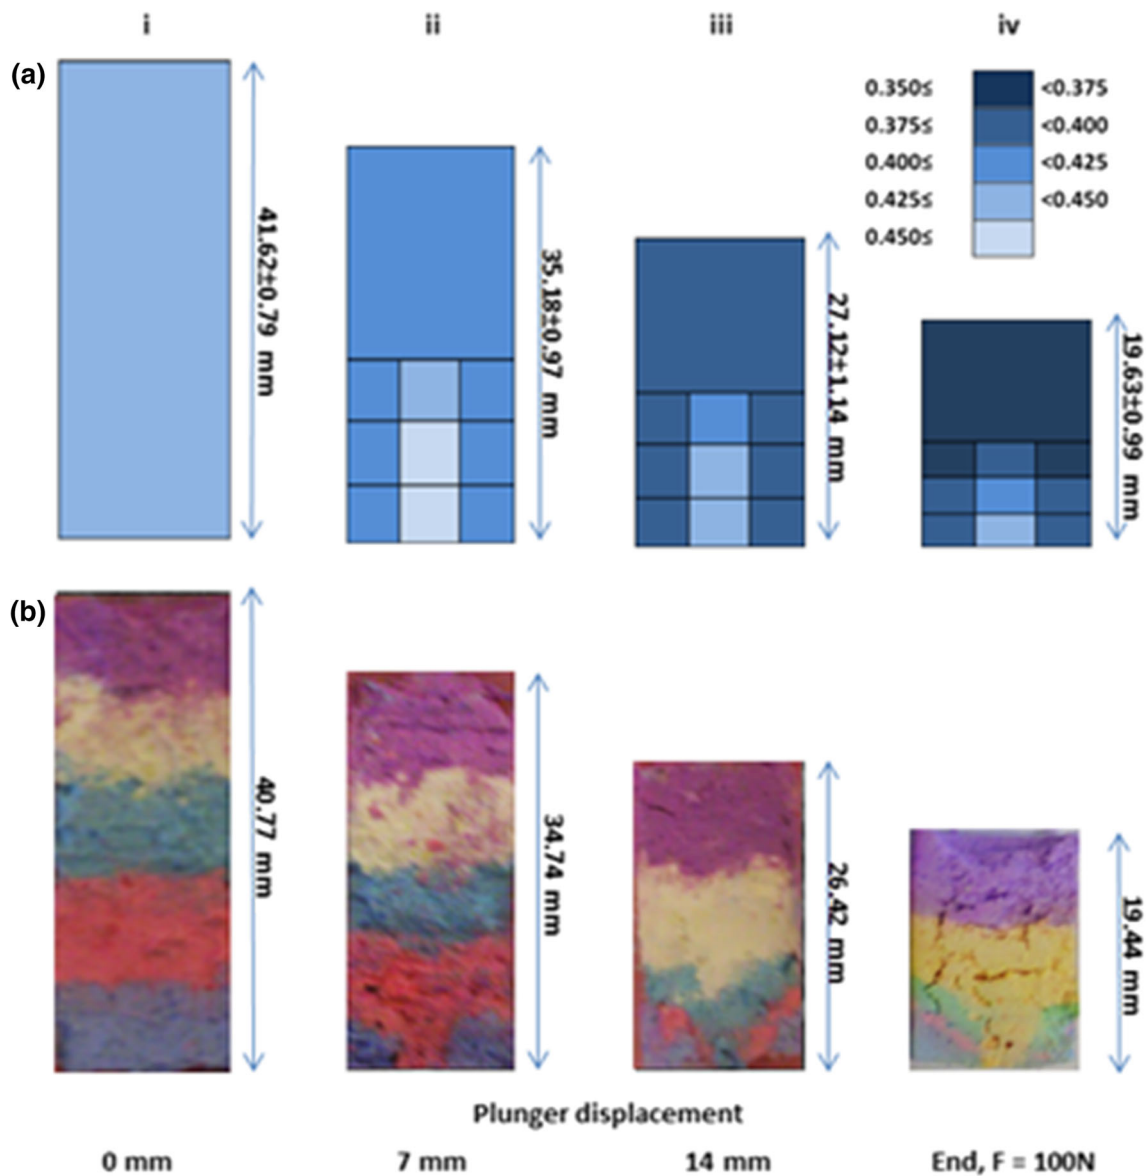 i ii iii iv
(a)
0.350≤ <0.375
0.375≤ <0.400
0.400≤ <0.425
0.425≤ <0.450
0.450≤
41.62±0.79 mm
35.18±0.97 mm
27.12±1.14 mm
19.63±0.99 mm
(b)
40.77 mm
34.74 mm
26.42 mm
19.44 mm
Plunger displacement
0 mm 7 mm 14 mm End, F = 100N